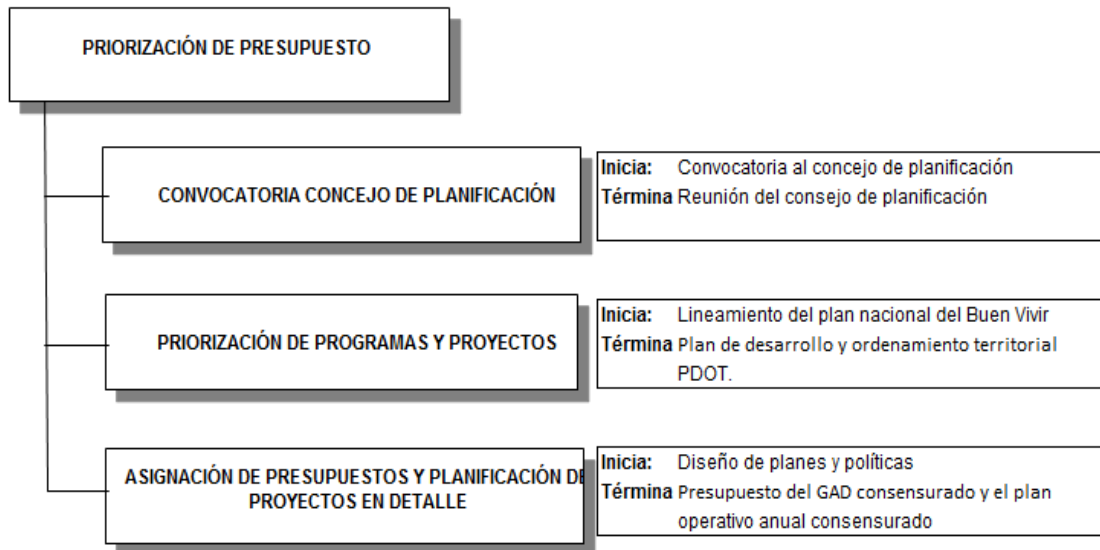 PRIORIZACIÓN DE PRESUPUESTO
CONVOCATORIA CONCEJO DE PLANIFICACIÓN
Inicia: Convocatoria al concejo de planificación
Términa Reunión del consejo de planificación
PRIORIZACIÓN DE PROGRAMAS Y PROYECTOS
Inicia: Lineamiento del plan nacional del Buen Vivir
Términa Plan de desarrollo y ordenamiento territorial
PDOT.
ASIGNACIÓN DE PRESUPUESTOS Y PLANIFICACIÓN DE
PROYECTOS EN DETALLE
Inicia: Diseño de planes y políticas
Términa Presupuesto del GAD consensurado y el plan
operativo anual consensurado